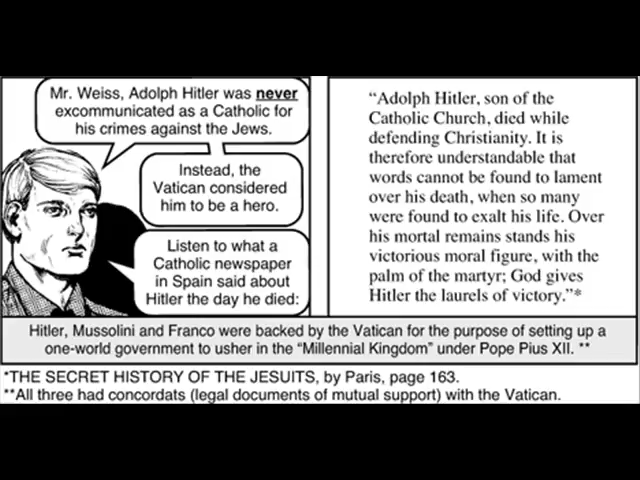 Mr. Weiss, Adolph Hitler was never
excommunicated as a Catholic for
his crimes against the Jews.
Instead, the
Vatican considered
him to be a hero.
Listen to what a
Catholic newspaper
in Spain said about
Hitler the day he died:
“Adolph Hitler, son of the
Catholic Church, died while
defending Christianity. It is
therefore understandable that
words cannot be found to lament
over his death, when so many
were found to exalt his life. Over
his mortal remains stands his
victorious moral figure, with the
palm of the martyr; God gives
Hitler the laurels of victory.”*
Hitler, Mussolini and Franco were backed by the Vatican for the purpose of setting up a
one-world government to usher in the “Millennial Kingdom” under Pope Pius XII. **
*THE SECRET HISTORY OF THE JESUITS, by Paris, page 163.
**All three had concordats (legal documents of mutual support) with the Vatican.